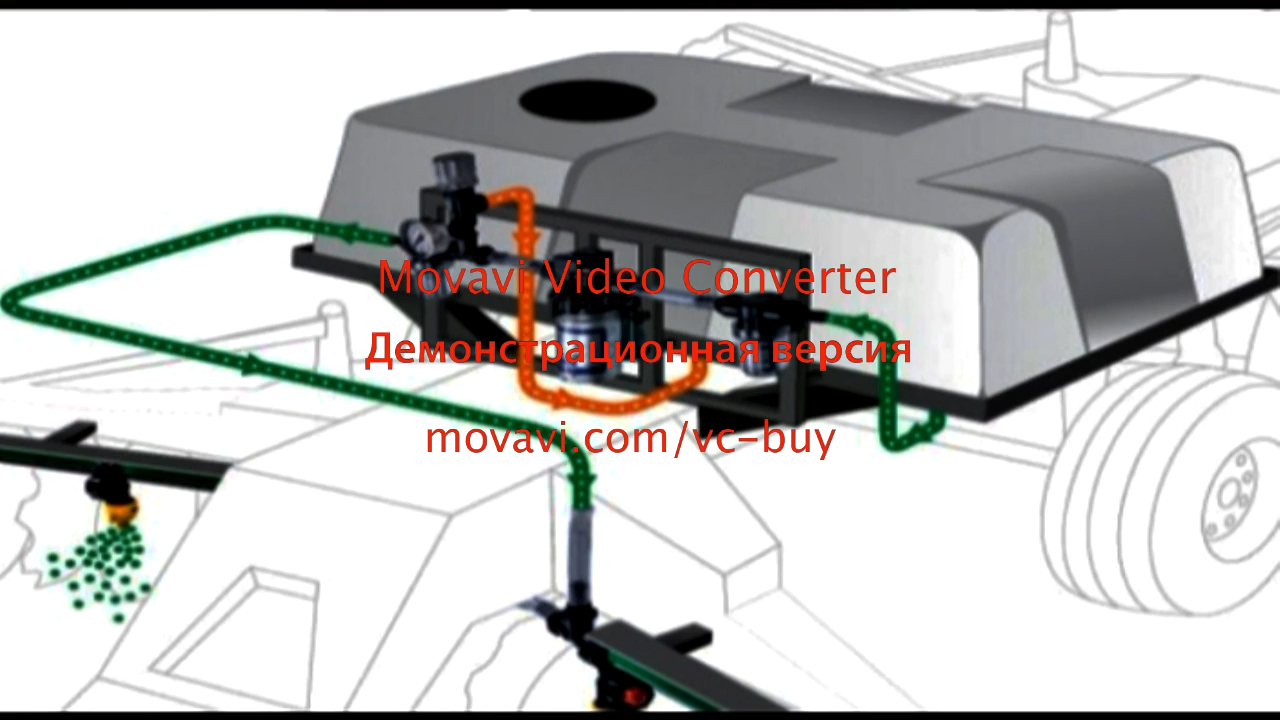 Movavi Video Converter
Демонстрационная версия
movavi.com/vc-buy